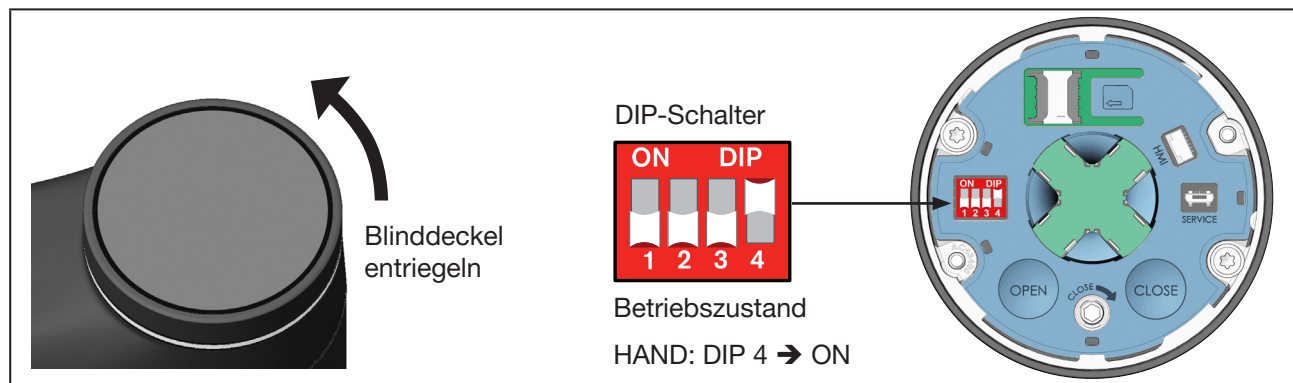 Blinddeckel
entriegeln
DIP-Schalter
ON DIP
1 2 3 4
Betriebszustand
HAND: DIP 4 → ON
HMI
ON DIP
1 2 3 4
SERVICE
OPEN
CLOSE
CLOSE